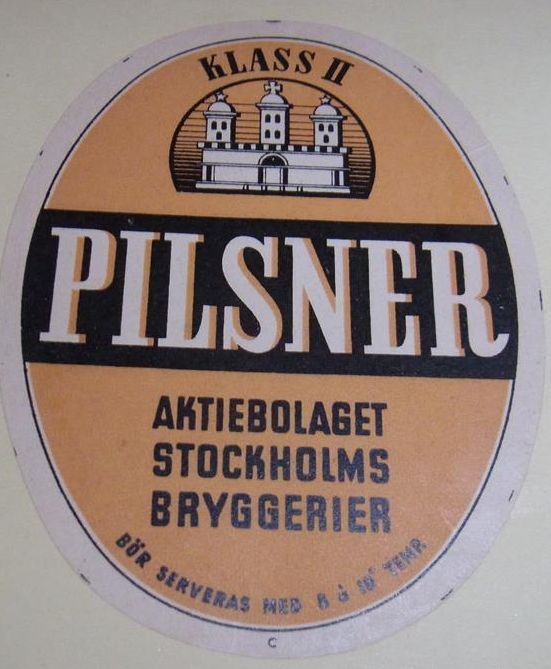 KLASS II
PILSNER
AKTIEBOLAGET
STOCKHOLMS
BRYGGERIER
BÖR SERVERAS MED 8 à 10° TEMP.
C